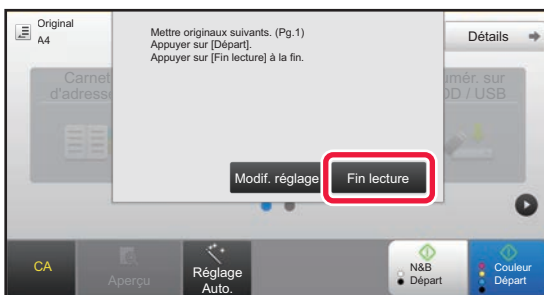 Original
A4
Mettre originaux suivants. (Pg.1)
Appuyer sur [Départ].
Appuyer sur [Fin lecture] à la fin.
Détails
Carnet
d'adresse
umér. sur
DD / USB
Modif. réglage
Fin lecture
CA
Aperçu
Réglage
Auto.
N&B
Départ
Couleur
Départ